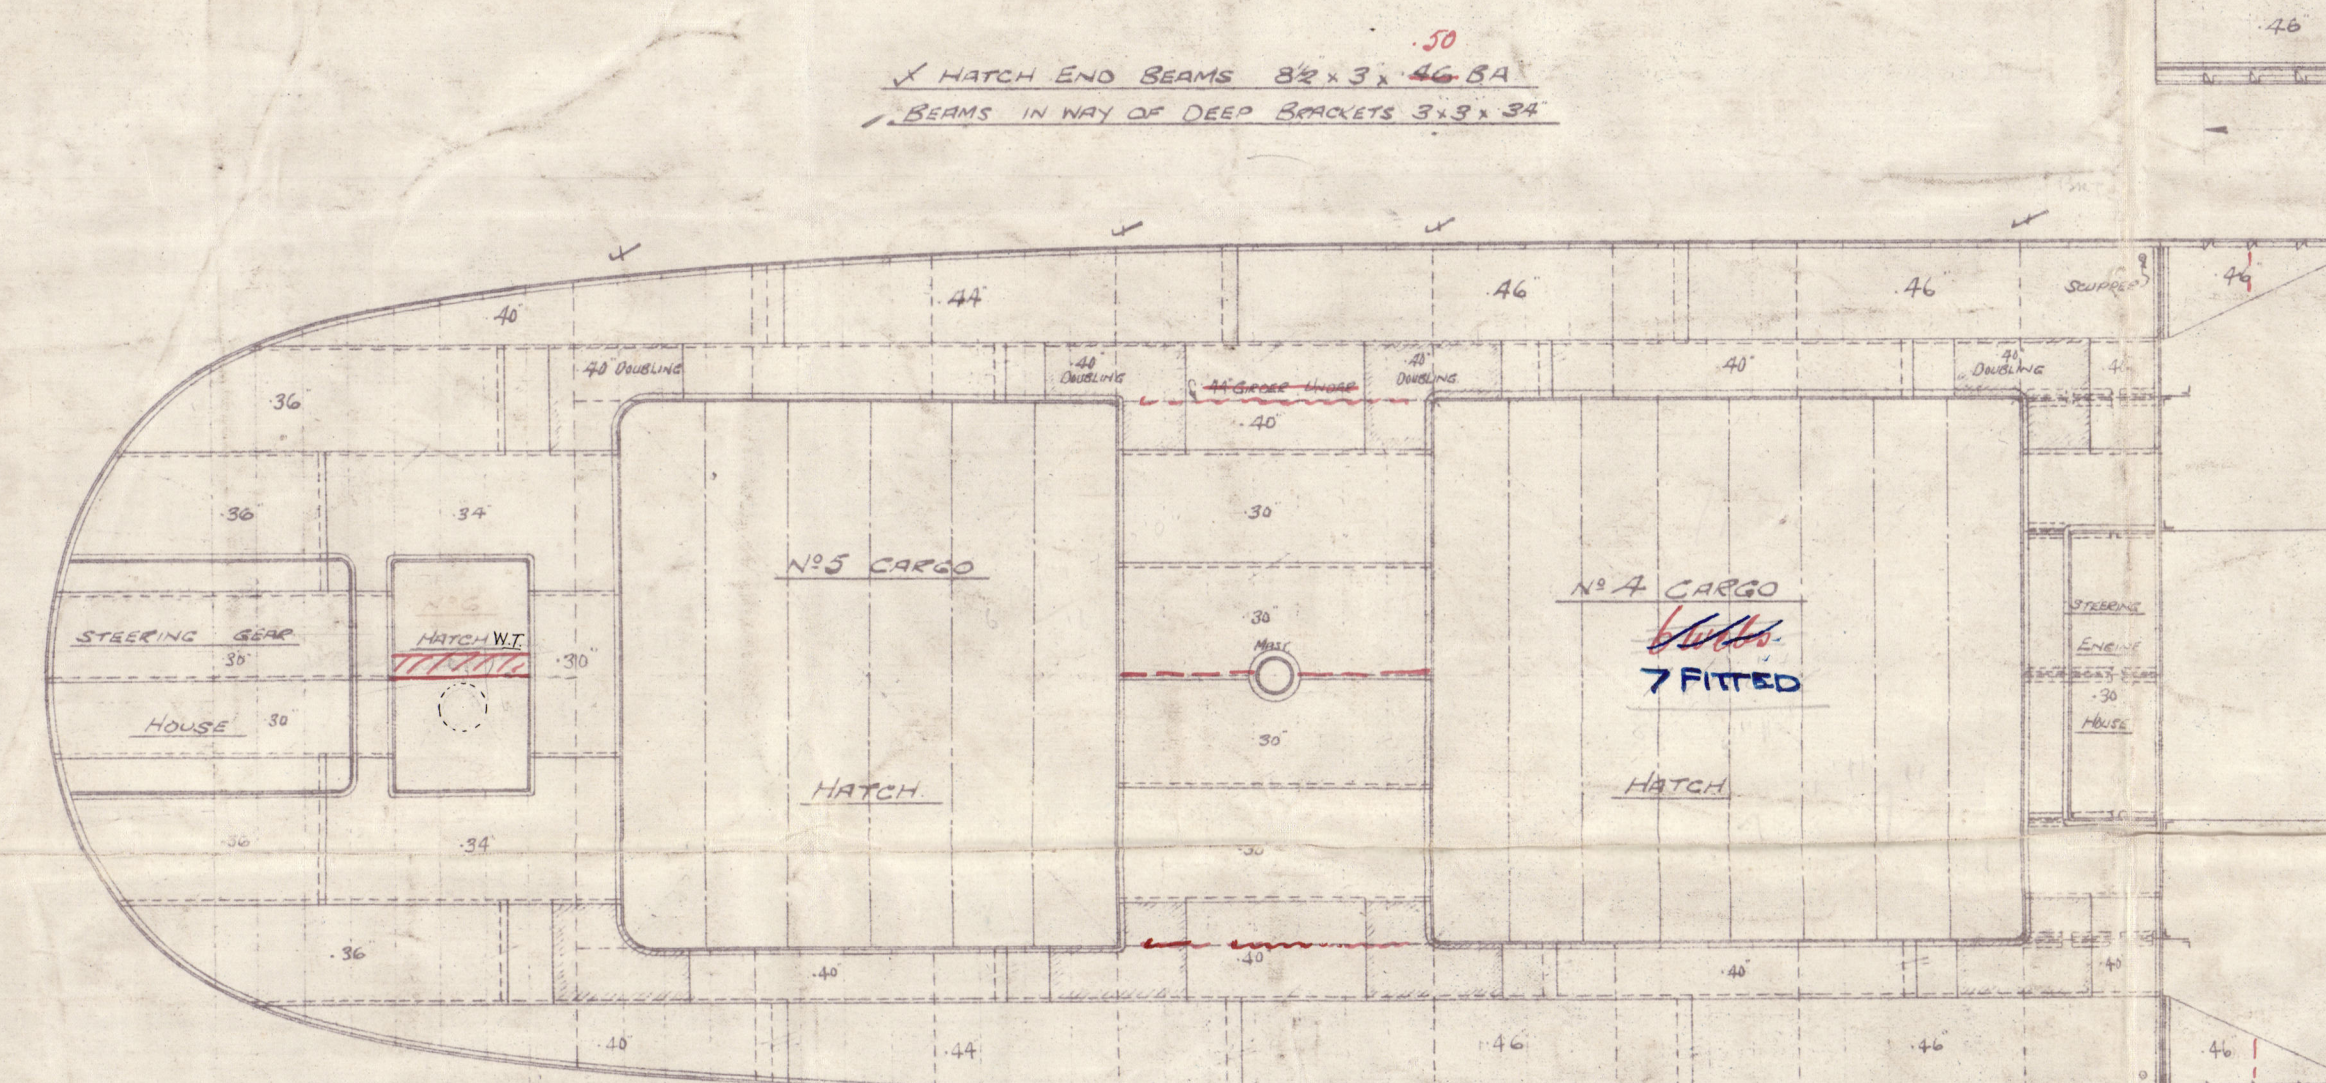 .50
HATCH END BEAMS 8½ x 3 x .46 BA
BEAMS IN WAY OF DEEP BRACKETS 3 x 3 x .34"
.46"
.40"
.44"
.46"
.46"
SCUPPER
.46
.36"
.40" DOUBLING
.40"
DOUBLING
.44" GIRDER UNDER
.40"
.40"
DOUBLING
.40"
.40"
DOUBLING
.36"
.34"
.30"
Nº 5 CARGO
HATCH
.30"
MAST
.30"
.30"
Nº 4 CARGO
7 FITTED
HATCH
STEERING GEAR
.30"
HOUSE .30"
Nº 6
HATCH W.T.
.30"
STEERING
ENGINE
.30
HOUSE
.36
.34"
.36
.40"
.40"
.40"
.40
.40
.44
.46
.46
.46